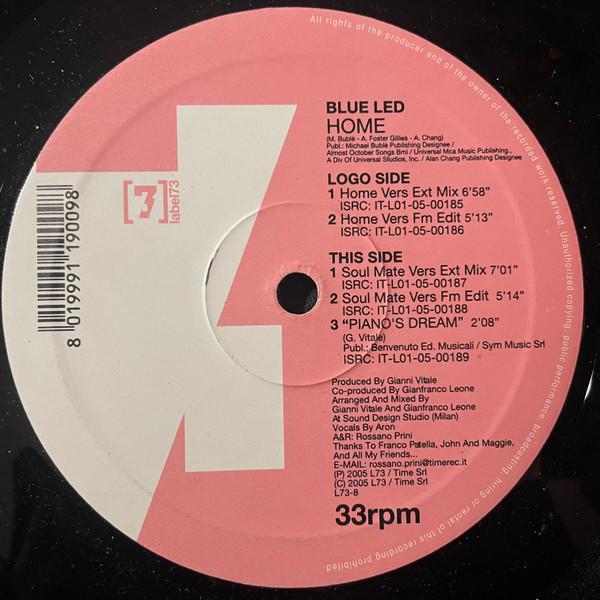 All rights of the producer and of the owner of the recorded work reserved. Unauthorized copying, public performance, broadcasting, hiring or rental of this recording prohibited
BLUE LED
HOME
(M. Bublè - A. Foster Gillies - A. Chang)
Publ.: Michael Bublè Publishing Designee /
Almost October Songs Bmi / Universal Mca Music Publishing.,
A Div Of Universal Studios, Inc. / Alan Chang Publishing Designee
LOGO SIDE
1 Home Vers Ext Mix 6'58"
ISRC: IT-L01-05-00185
2 Home Vers Fm Edit 5'13"
ISRC: IT-L01-05-00186
THIS SIDE
1 Soul Mate Vers Ext Mix 7'01"
ISRC: IT-L01-05-00187
2 Soul Mate Vers Fm Edit 5'14"
ISRC: IT-L01-05-00188
3 "PIANO'S DREAM" 2'08"
(G. Vitale)
Publ.: Benvenuto Ed. Musicali / Sym Music Srl
ISRC: IT-L01-05-00189
Produced By Gianni Vitale
Co-produced By Gianfranco Leone
Arranged And Mixed By
Gianni Vitale And Gianfranco Leone
At Sound Design Studio (Milan)
Vocals By Aron
A&R: Rossano Prini
Thanks To Franco Patella, John And Maggie,
And All My Friends...
E-MAIL: rossano.prini@timerec.it
(P) 2005 L73 / Time Srl
(C) 2005 L73 / Time Srl
L73-8
33rpm
[7]
label73
8 019991 190098